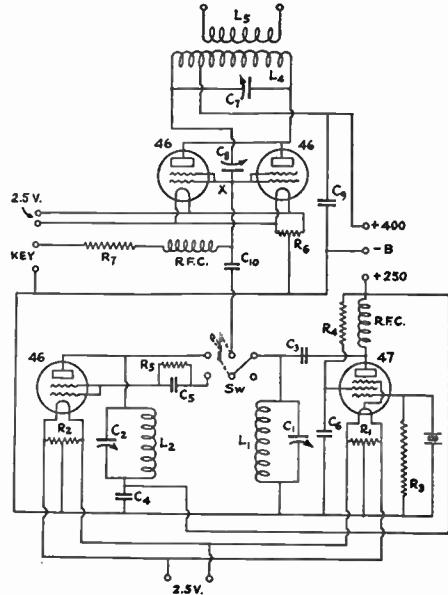 L5
L4
C7
46
46
C8
X
C9
2.5 V.
+400
R6
KEY
-B
R7
R.F.C.
C10
+250
R4
R.F.C.
46
R5
C3
47
C5
Sw
R2
C2
L2
L1
C1
C6
R1
R3
C4
2.5 V.